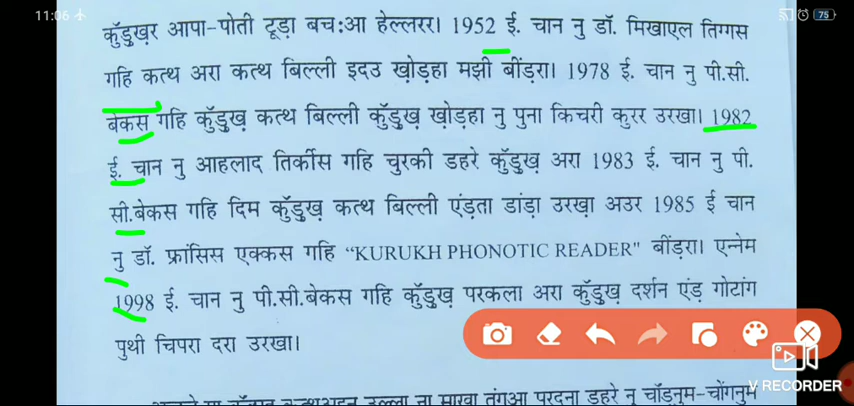 11:06
75
कुँड़ुख़र आपा-पोती टूड़ा बच:आ हेल्लरर। 1952 ई. चान नु डॉ. मिखाएल तिग्गस
गहि कत्थ अरा कत्थ बिल्ली इदउ ख़ोड़हा मझी बींड़रा। 1978 ई. चान नु पी.सी.
बेकस गहि कुँड़ुख़ कत्थ बिल्ली कुँड़ुख़ ख़ोड़हा नु पुना किचरी कुरर उरखा। 1982
ई. चान नु आहलाद तिर्कीस गहि चुरकी डहरे कुँड़ुख़ अरा 1983 ई. चान नु पी.
सी.बेकस गहि दिम कुँड़ुख़ कत्थ बिल्ली एंड़ता डांड़ा उरखा अउर 1985 ई चान
नु डॉ. फ्रांसिस एक्कस गहि “KURUKH PHONOTIC READER" बींड़रा। एन्नेम
1998 ई. चान नु पी.सी.बेकस गहि कुँड़ुख़ परकला अरा कुँड़ुख़ दर्शन एंड़ गोटांग
पुथी चिपरा दरा उरखा।
V RECORDER